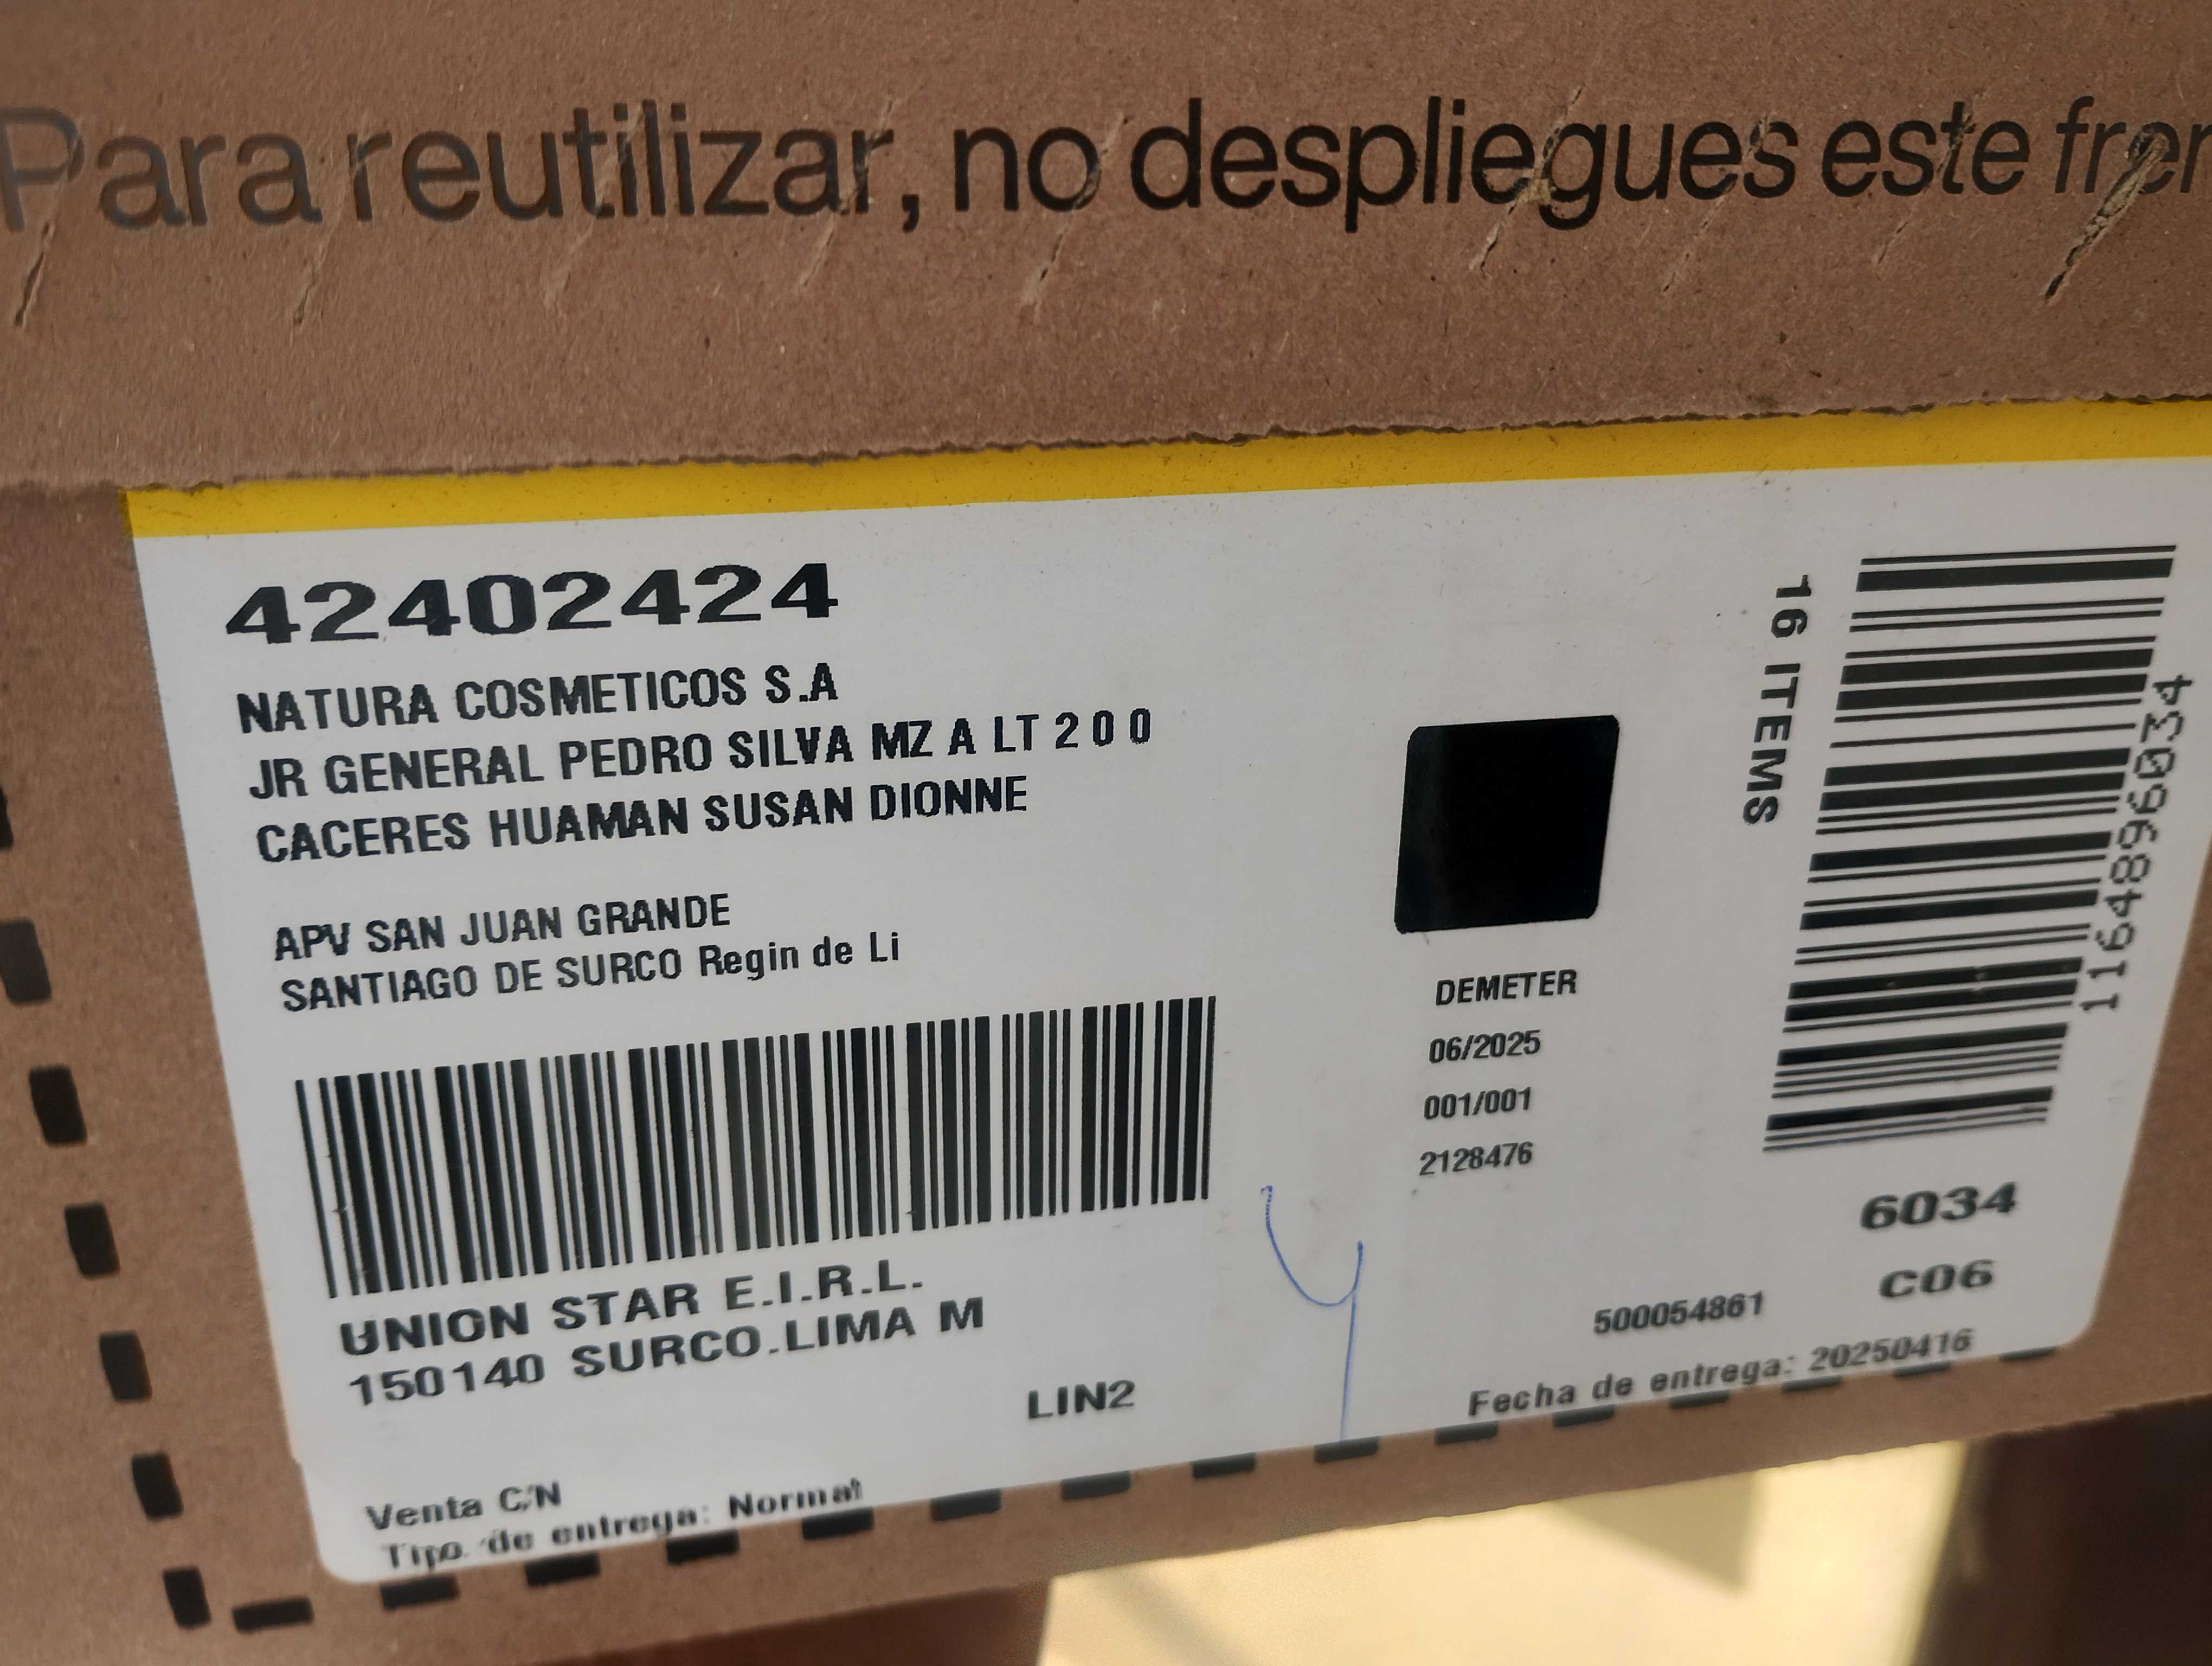 Para reutilizar, no despliegues este
42402424
NATURA COSMETICOS S.A
JR GENERAL PEDRO SILVA MZ A LT 2 0 0
CACERES HUAMAN SUSAN DIONNE
APV SAN JUAN GRANDE
SANTIAGO DE SURCO Regin de Li
UNION STAR E.I.R.L.
150140 SURCO.LIMA M
LIN2
Venta C/N
Tipo de entrega: Normal
DEMETER
06/2025
001/001
2128476
16 ITEMS
1164896034
6034
C06
500054861
Fecha de entrega: 20250416